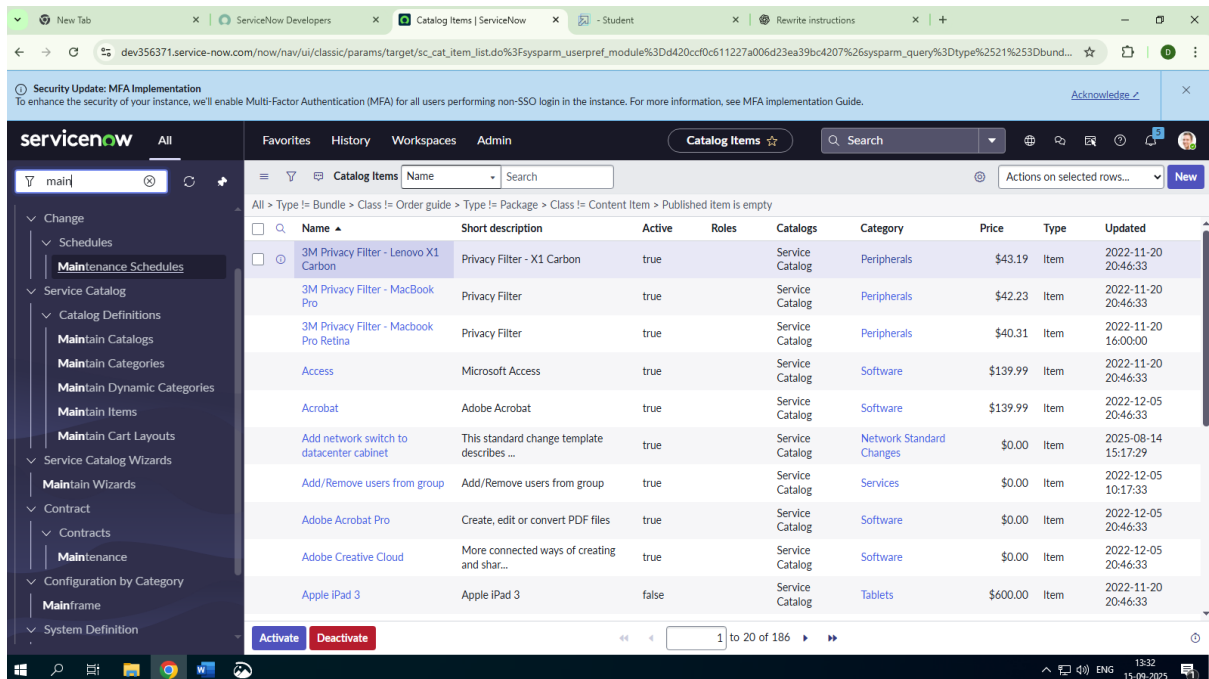 New Tab
ServiceNow Developers
Catalog Items | ServiceNow
- Student
Rewrite instructions
dev356371.service-now.com/now/nav/ui/classic/params/target/sc_cat_item_list.do%3Fsysparm_userpref_module%3Dd420ccf0c611227a006d23ea39bc4207%26sysparm_query%3Dtype%2521%253Dbund...
D
Security Update: MFA Implementation
To enhance the security of your instance, we'll enable Multi-Factor Authentication (MFA) for all users performing non-SSO login in the instance. For more information, see MFA implementation Guide.
Acknowledge
servicenow All Favorites History Workspaces Admin Catalog Items Search 5
main
Change
Schedules
Maintenance Schedules
Service Catalog
Catalog Definitions
Maintain Catalogs
Maintain Categories
Maintain Dynamic Categories
Maintain Items
Maintain Cart Layouts
Service Catalog Wizards
Maintain Wizards
Contract
Contracts
Maintenance
Configuration by Category
Mainframe
System Definition
Catalog Items Name Search Actions on selected rows... New
All > Type != Bundle > Class != Order guide > Type != Package > Class != Content Item > Published item is empty
Name Short description Active Roles Catalogs Category Price Type Updated
3M Privacy Filter - Lenovo X1 Carbon Privacy Filter - X1 Carbon true Service Catalog Peripherals $43.19 Item 2022-11-20 20:46:33
3M Privacy Filter - MacBook Pro Privacy Filter true Service Catalog Peripherals $42.23 Item 2022-11-20 20:46:33
3M Privacy Filter - Macbook Pro Retina Privacy Filter true Service Catalog Peripherals $40.31 Item 2022-11-20 16:00:00
Access Microsoft Access true Service Catalog Software $139.99 Item 2022-11-20 20:46:33
Acrobat Adobe Acrobat true Service Catalog Software $139.99 Item 2022-12-05 20:46:33
Add network switch to datacenter cabinet This standard change template describes ... true Service Catalog Network Standard Changes $0.00 Item 2025-08-14 15:17:29
Add/Remove users from group Add/Remove users from group true Service Catalog Services $0.00 Item 2022-12-05 10:17:33
Adobe Acrobat Pro Create, edit or convert PDF files true Service Catalog Software $0.00 Item 2022-12-05 20:46:33
Adobe Creative Cloud More connected ways of creating and shar... true Service Catalog Software $0.00 Item 2022-12-05 20:46:33
Apple iPad 3 Apple iPad 3 false Service Catalog Tablets $600.00 Item 2022-11-20 20:46:33
Activate Deactivate 1 to 20 of 186
ENG 13:32
15-09-2025